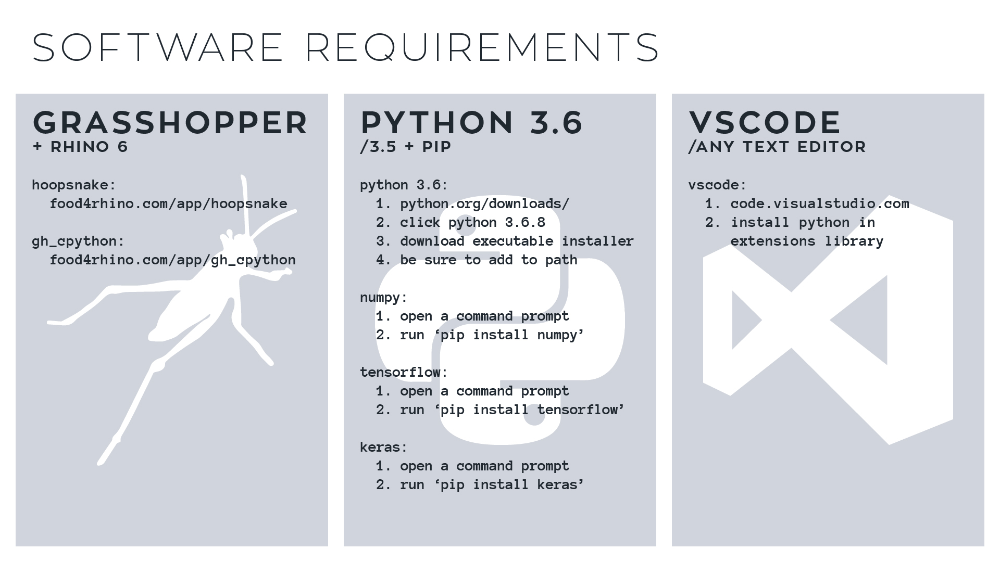 SOFTWARE REQUIREMENTS
GRASSHOPPER
+ RHINO 6
hoopsnake:
food4rhino.com/app/hoopsnake
gh_cpython:
food4rhino.com/app/gh_cpython
PYTHON 3.6
/3.5 + PIP
python 3.6:
1. python.org/downloads/
2. click python 3.6.8
3. download executable installer
4. be sure to add to path
numpy:
1. open a command prompt
2. run ‘pip install numpy’
tensorflow:
1. open a command prompt
2. run ‘pip install tensorflow’
keras:
1. open a command prompt
2. run ‘pip install keras’
VSCODE
/ANY TEXT EDITOR
vscode:
1. code.visualstudio.com
2. install python in
extensions library